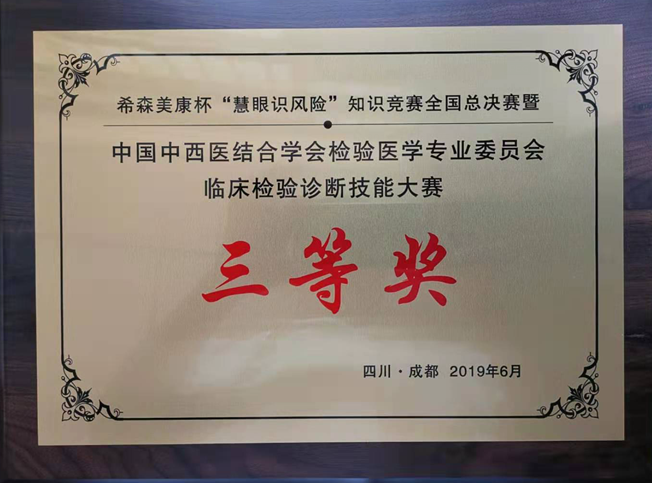 希森美康杯“慧眼识风险”知识竞赛全国总决赛暨
中国中西医结合学会检验医学专业委员会
临床检验诊断技能大赛
三等奖
四川·成都 2019年6月